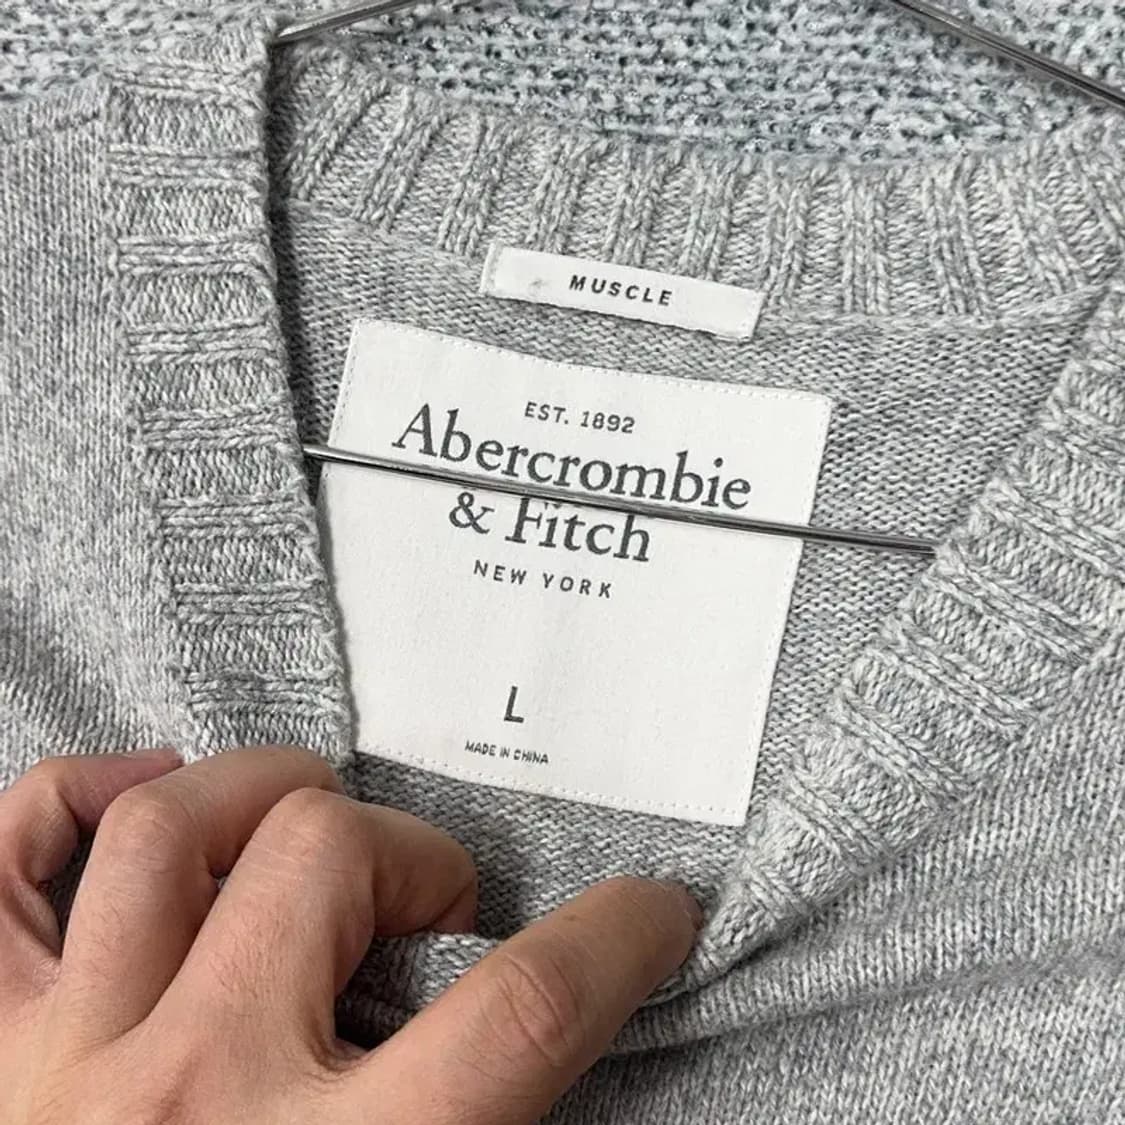 MUSCLE
EST. 1892
Abercrombie
& Fitch
NEW YORK
L
MADE IN CHINA